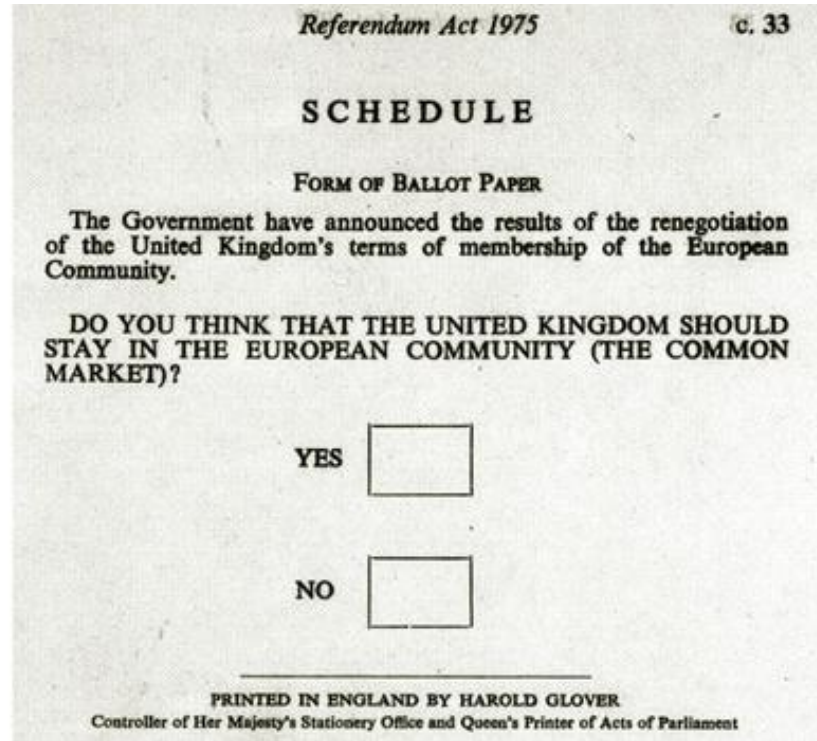 Referendum Act 1975 c. 33
SCHEDULE
FORM OF BALLOT PAPER
The Government have announced the results of the renegotiation
of the United Kingdom's terms of membership of the European
Community.
DO YOU THINK THAT THE UNITED KINGDOM SHOULD
STAY IN THE EUROPEAN COMMUNITY (THE COMMON
MARKET)?
YES
NO
PRINTED IN ENGLAND BY HAROLD GLOVER
Controller of Her Majesty's Stationery Office and Queen's Printer of Acts of Parliament